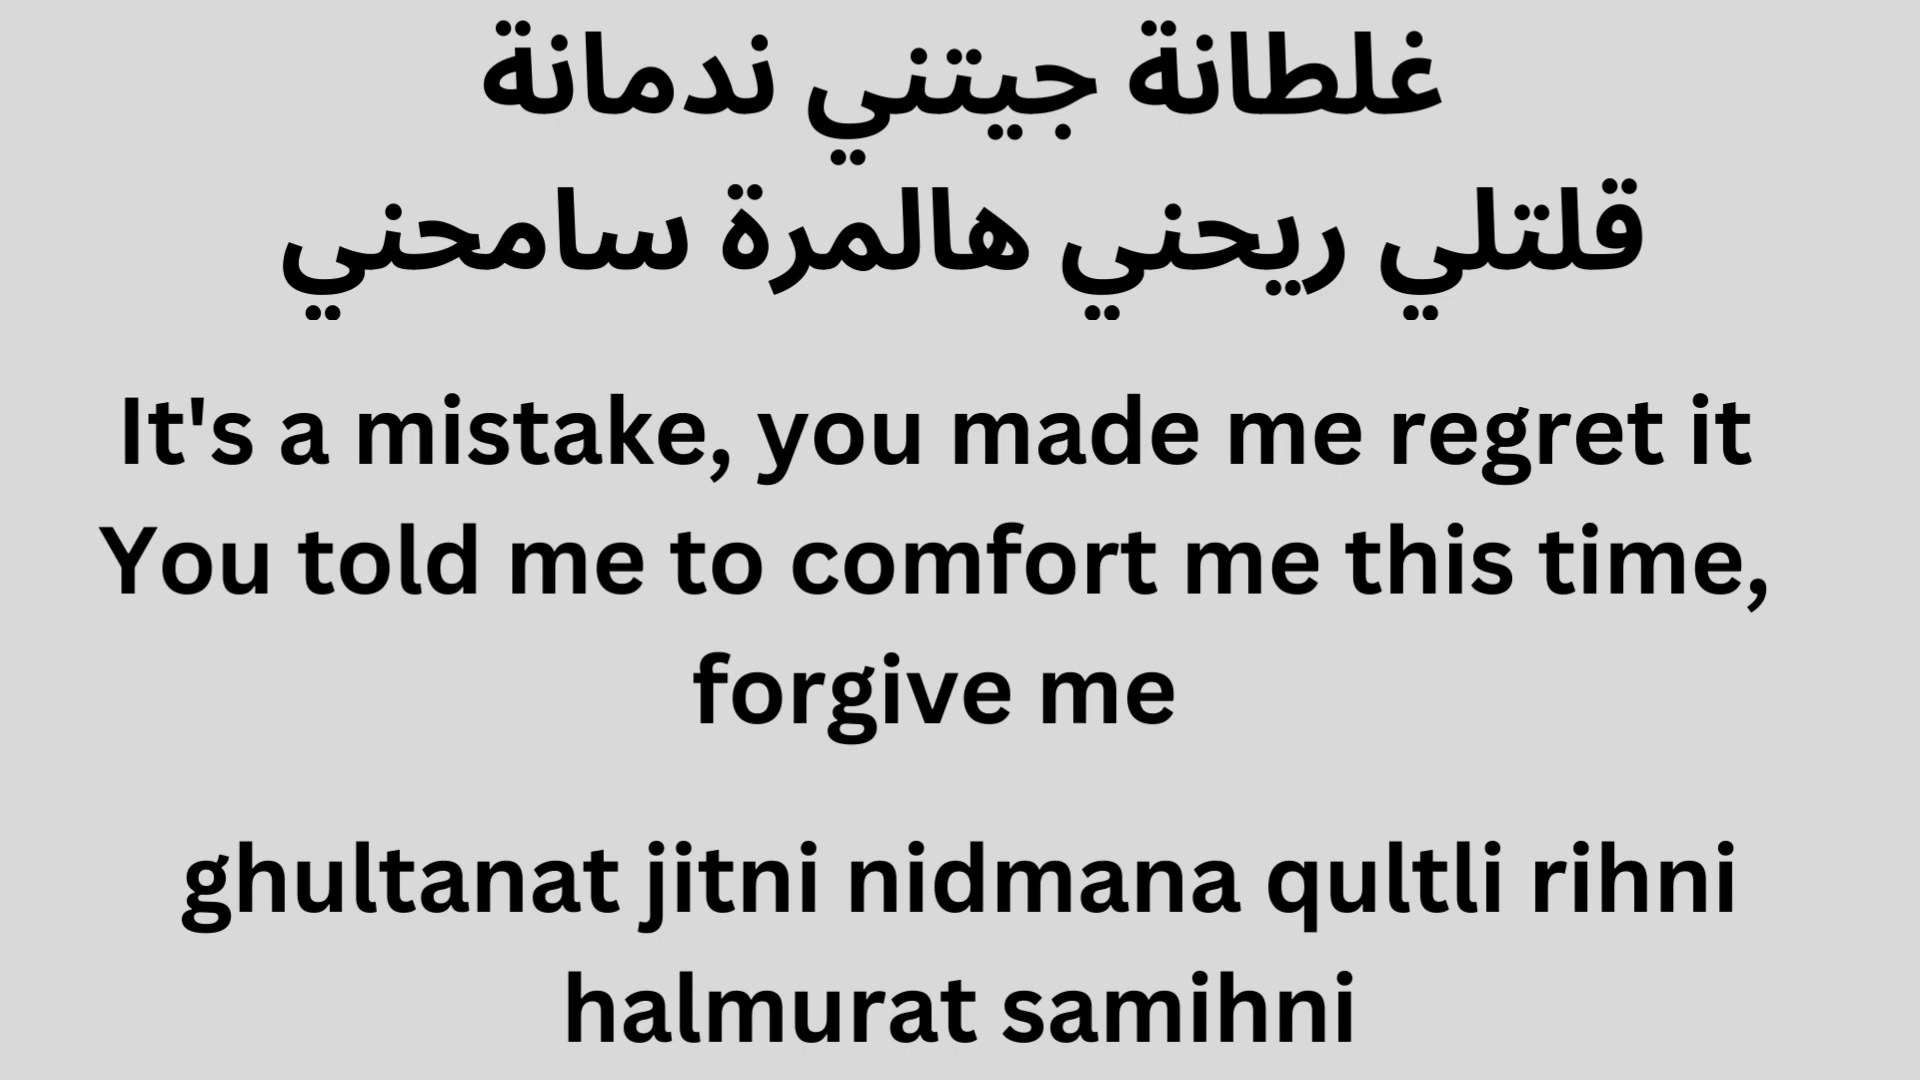 غلطانة جيتني ندمانة
قلتلي ريحني هالمرة سامحني
It's a mistake, you made me regret it
You told me to comfort me this time,
forgive me
ghultanat jitni nidmana qultli rihni
halmurat samihni